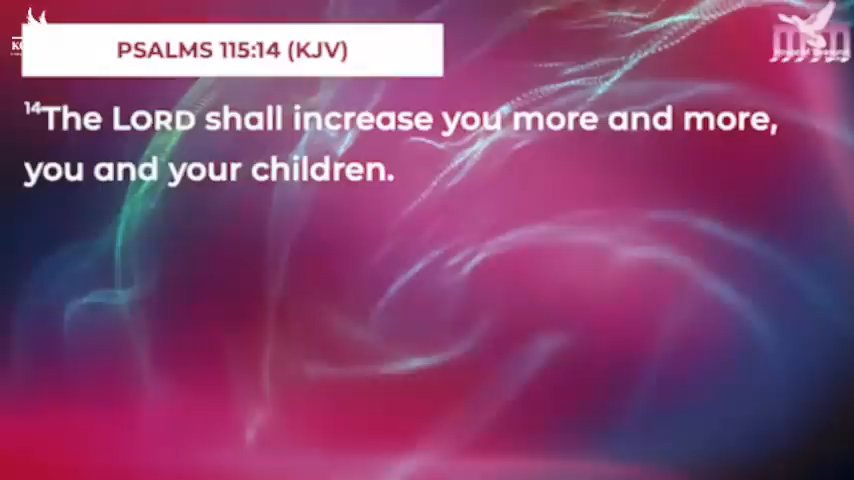 PSALMS 115:14 (KJV)
14The LORD shall increase you more and more,
you and your children.